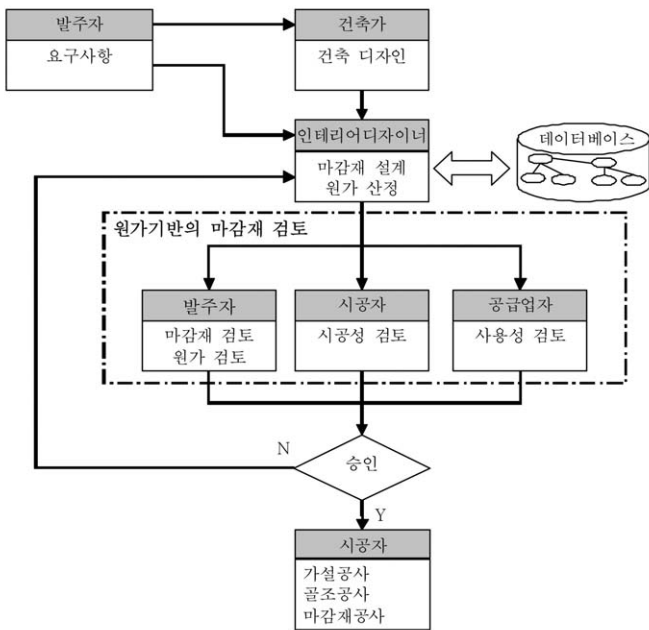 발주자
요구사항
건축가
건축 디자인
인테리어디자이너
마감재 설계
원가 산정
데이터베이스
원가기반의 마감재 검토
발주자
마감재 검토
원가 검토
시공자
시공성 검토
공급업자
사용성 검토
N
승인
Y
시공자
가설공사
골조공사
마감재공사